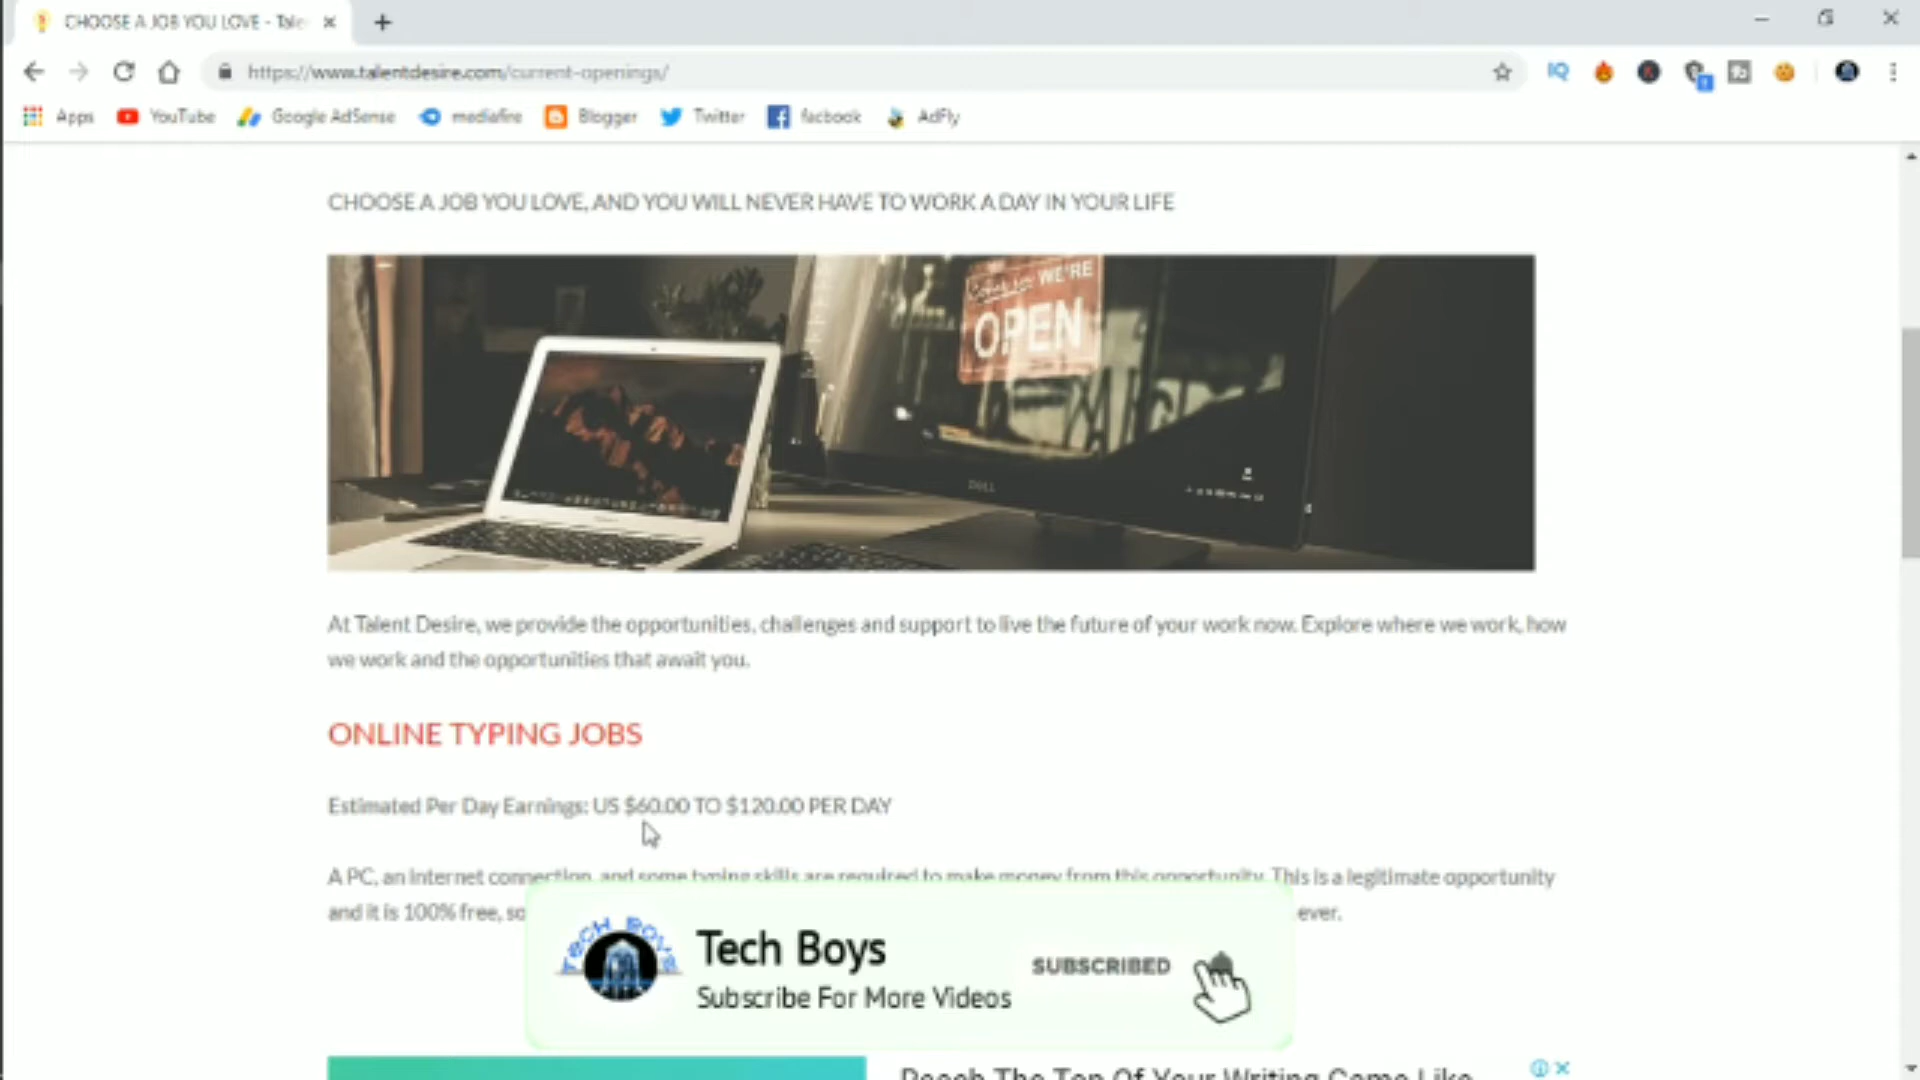 CHOOSE A JOB YOU LOVE - Tale
https://www.talentdesire.com/current-openings/
Apps YouTube Google AdSense mediafire Blogger Twitter facbook AdFly
CHOOSE A JOB YOU LOVE, AND YOU WILL NEVER HAVE TO WORK A DAY IN YOUR LIFE
WE'RE
OPEN
DELL
At Talent Desire, we provide the opportunities, challenges and support to live the future of your work now. Explore where we work, how
we work and the opportunities that await you.
ONLINE TYPING JOBS
Estimated Per Day Earnings: US $60.00 TO $120.00 PER DAY
A PC, an internet connection, and some typing skills are required to make money from this opportunity. This is a legitimate opportunity
and it is 100% free, so ever.
TECH BOYS
Tech Boys
SUBSCRIBED
Subscribe For More Videos
Reach The Top Of Your Writing Game Like